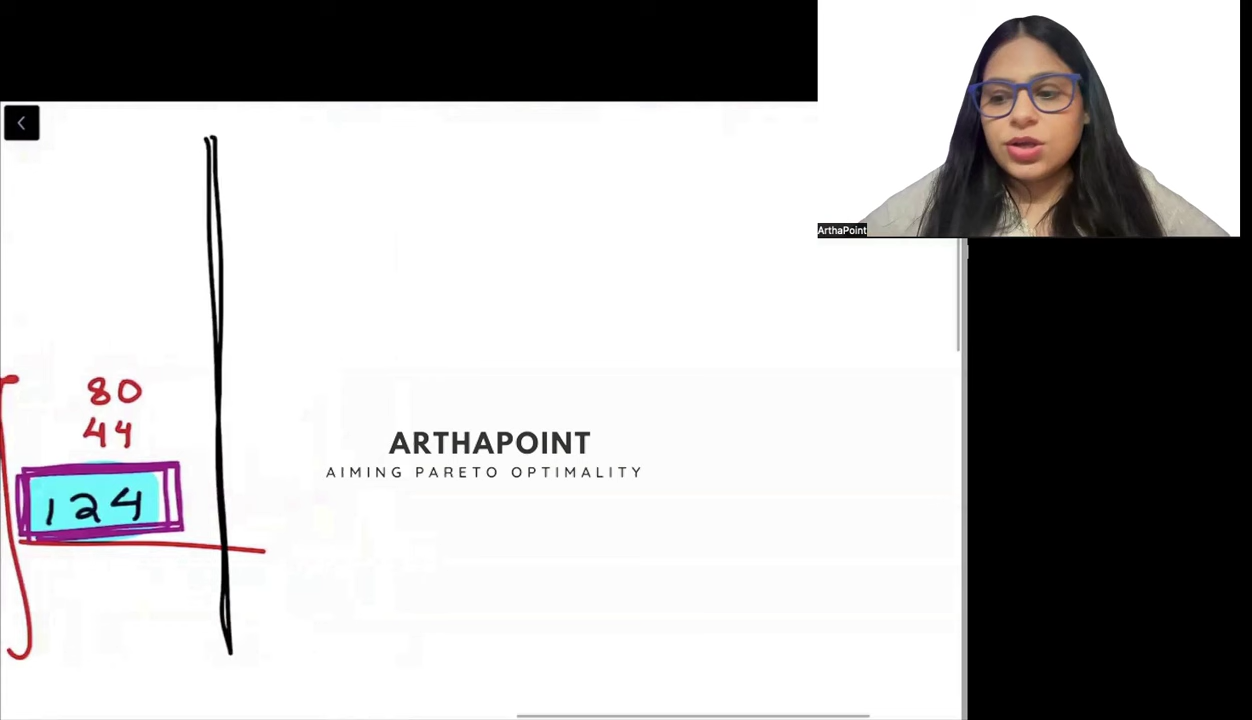 ArthaPoint
80
44
124
ARTHAPOINT
AIMING PARETO OPTIMALITY